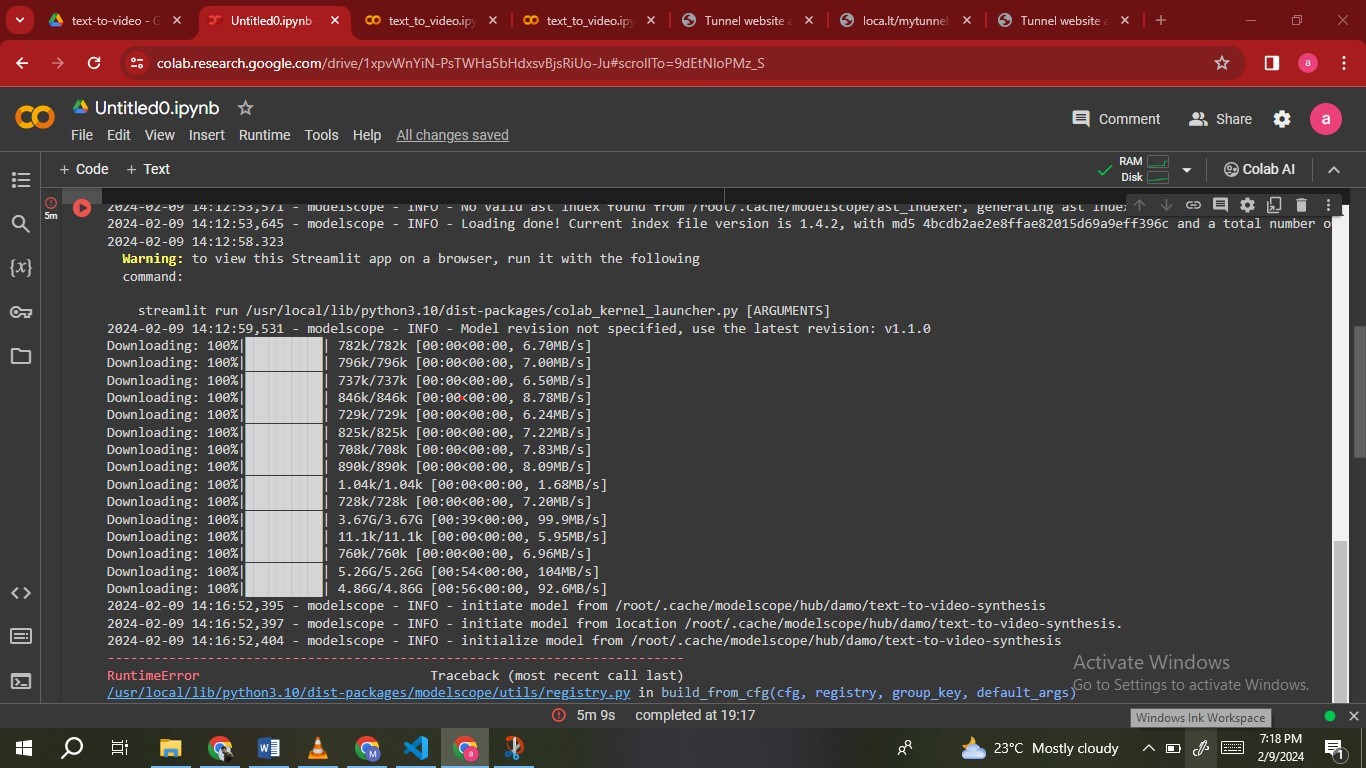 text-to-video - G
Untitled0.ipynb
text_to_video.ipy
text_to_video.ipy
Tunnel website a
loca.lt/mytunnel
Tunnel website a
colab.research.google.com/drive/1xpvWnYiN-PsTWHa5bHdxsvBjsRiUo-Ju#scrollTo=9dEtNIoPMz_S
a
CO
Untitled0.ipynb
File Edit View Insert Runtime Tools Help All changes saved
Comment Share a
+ Code + Text
RAM
Disk
Colab AI
{x}
5m
2024-02-09 14:12:53,571 - modelscope - INFO - No valid ast index found from /root/.cache/modelscope/ast_indexer, generating ast index
2024-02-09 14:12:53,645 - modelscope - INFO - Loading done! Current index file version is 1.4.2, with md5 4bcdb2ae2e8ffae82015d69a9eff396c and a total number o
2024-02-09 14:12:58.323
Warning: to view this Streamlit app on a browser, run it with the following
command:
streamlit run /usr/local/lib/python3.10/dist-packages/colab_kernel_launcher.py [ARGUMENTS]
2024-02-09 14:12:59,531 - modelscope - INFO - Model revision not specified, use the latest revision: v1.1.0
Downloading: 100%|██████████| 782k/782k [00:00<00:00, 6.70MB/s]
Downloading: 100%|██████████| 796k/796k [00:00<00:00, 7.00MB/s]
Downloading: 100%|██████████| 737k/737k [00:00<00:00, 6.50MB/s]
Downloading: 100%|██████████| 846k/846k [00:00<00:00, 8.78MB/s]
Downloading: 100%|██████████| 729k/729k [00:00<00:00, 6.24MB/s]
Downloading: 100%|██████████| 825k/825k [00:00<00:00, 7.22MB/s]
Downloading: 100%|██████████| 708k/708k [00:00<00:00, 7.83MB/s]
Downloading: 100%|██████████| 890k/890k [00:00<00:00, 8.09MB/s]
Downloading: 100%|██████████| 1.04k/1.04k [00:00<00:00, 1.68MB/s]
Downloading: 100%|██████████| 728k/728k [00:00<00:00, 7.20MB/s]
Downloading: 100%|██████████| 3.67G/3.67G [00:39<00:00, 99.9MB/s]
Downloading: 100%|██████████| 11.1k/11.1k [00:00<00:00, 5.95MB/s]
Downloading: 100%|██████████| 760k/760k [00:00<00:00, 6.96MB/s]
Downloading: 100%|██████████| 5.26G/5.26G [00:54<00:00, 104MB/s]
Downloading: 100%|██████████| 4.86G/4.86G [00:56<00:00, 92.6MB/s]
2024-02-09 14:16:52,395 - modelscope - INFO - initiate model from /root/.cache/modelscope/hub/damo/text-to-video-synthesis
2024-02-09 14:16:52,397 - modelscope - INFO - initiate model from location /root/.cache/modelscope/hub/damo/text-to-video-synthesis.
2024-02-09 14:16:52,404 - modelscope - INFO - initialize model from /root/.cache/modelscope/hub/damo/text-to-video-synthesis
---------------------------------------------------------------------------
RuntimeError Traceback (most recent call last)
/usr/local/lib/python3.10/dist-packages/modelscope/utils/registry.py in build_from_cfg(cfg, registry, group_key, default_args)
Activate Windows
Go to Settings to activate Windows.
5m 9s completed at 19:17
Windows Ink Workspace
23°C Mostly cloudy
7:18 PM
2/9/2024
1